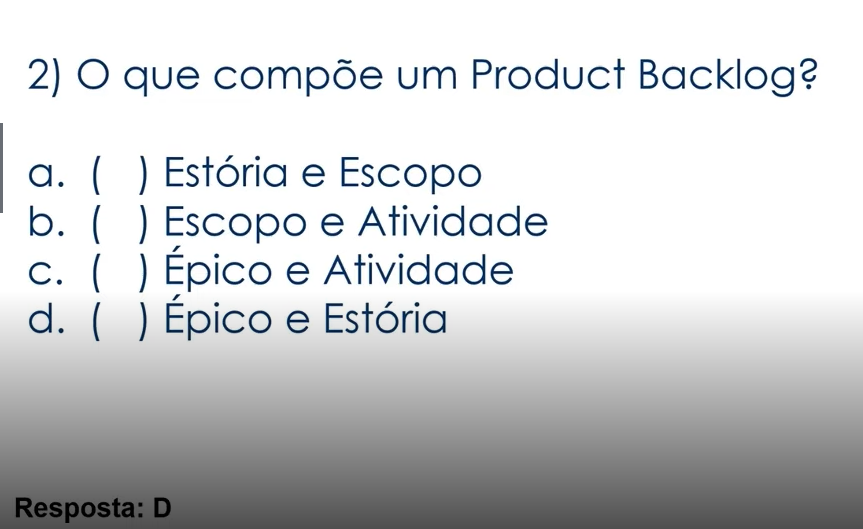 2) O que compõe um Product Backlog?
a. (  ) Estória e Escopo
b. (  ) Escopo e Atividade
c. (  ) Épico e Atividade
d. (  ) Épico e Estória
Resposta: D